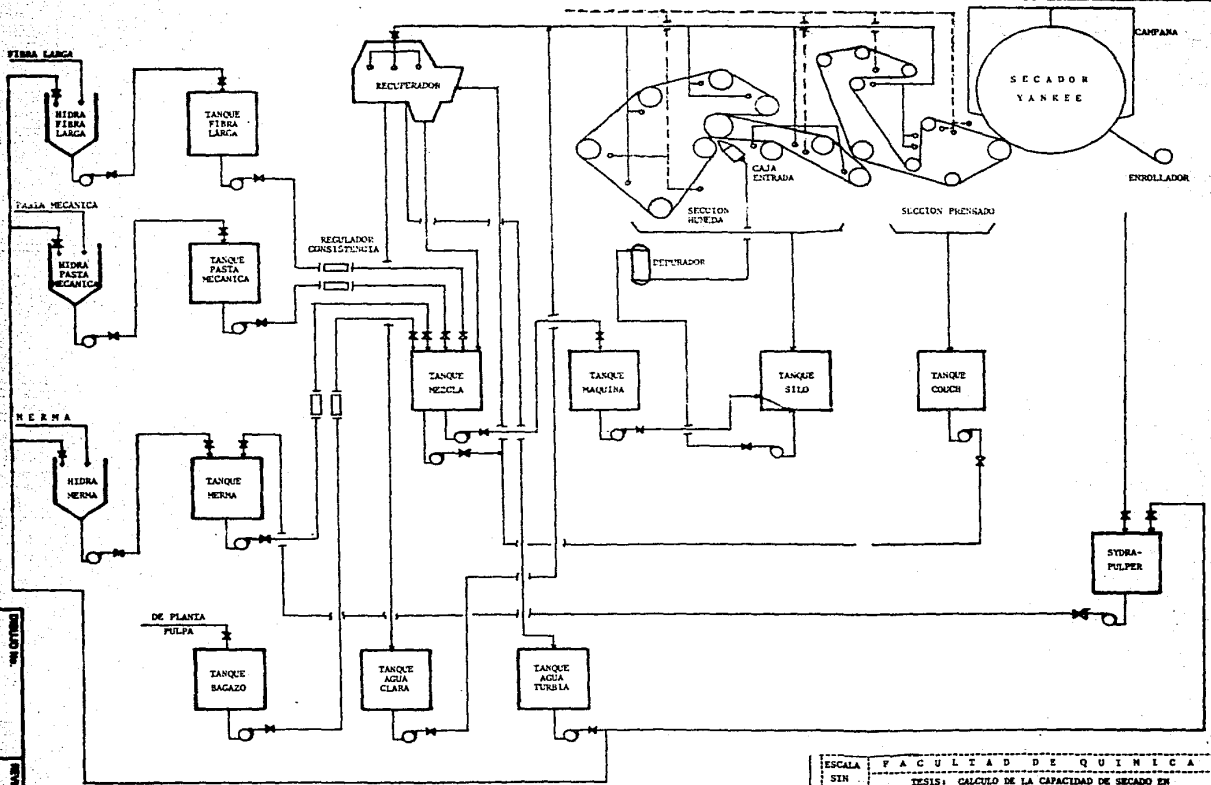 FIBRA LARGA
HIDRA
FIBRA
LARGA
TANQUE
FIBRA
LARGA
RECUPERADOR
CAMPANA
SECADOR
YANKEE
ENROLLADOR
CAJA
ENTRADA
SECCION
HUMEDA
SECCION PRENSADO
PASTA MECANICA
HIDRA
PASTA
MECANICA
TANQUE
PASTA
MECANICA
REGULADOR
CONSISTENCIA
DEPURADOR
TANQUE
MEZCLA
TANQUE
MAQUINA
TANQUE
SILO
TANQUE
COUCH
MERMA
HIDRA
MERMA
TANQUE
MERMA
SYDRA-
PULPER
DE PLANTA
PULPA
TANQUE
BAGAZO
TANQUE
AGUA
CLARA
TANQUE
AGUA
TURBIA
DIBUJO No.
ESCALA
SIN
FACULTAD DE QUIMICA
TESIS: CALCULO DE LA CAPACIDAD DE SECADO EN